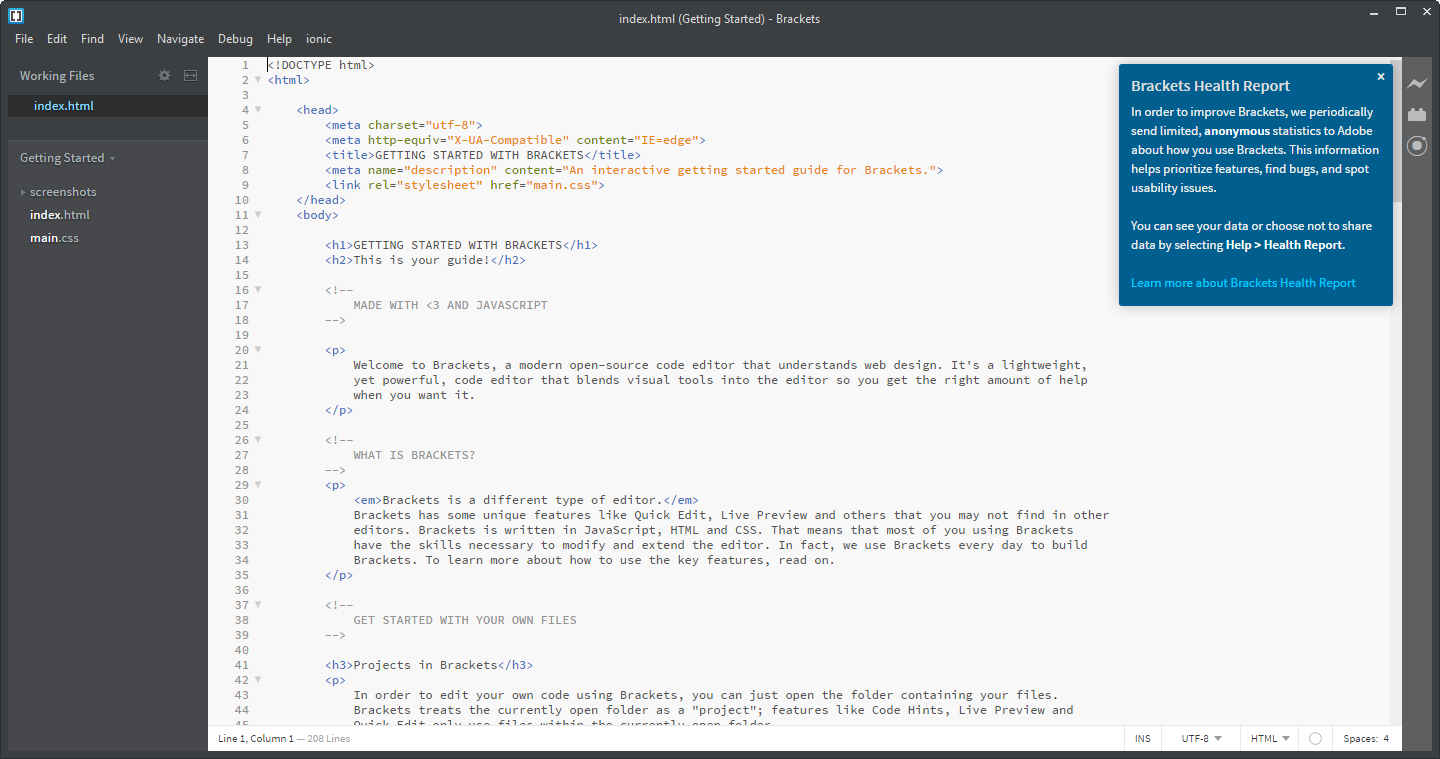 index.html (Getting Started) - Brackets
File Edit Find View Navigate Debug Help ionic
Working Files
index.html
Getting Started
screenshots
index.html
main.css
1 <!DOCTYPE html>
2 <html>
3
4 <head>
5 <meta charset="utf-8">
6 <meta http-equiv="X-UA-Compatible" content="IE=edge">
7 <title>GETTING STARTED WITH BRACKETS</title>
8 <meta name="description" content="An interactive getting started guide for Brackets.">
9 <link rel="stylesheet" href="main.css">
10 </head>
11 <body>
12
13 <h1>GETTING STARTED WITH BRACKETS</h1>
14 <h2>This is your guide!</h2>
15
16 <!--
17 MADE WITH <3 AND JAVASCRIPT
18 -->
19
20 <p>
21 Welcome to Brackets, a modern open-source code editor that understands web design. It's a lightweight,
22 yet powerful, code editor that blends visual tools into the editor so you get the right amount of help
23 when you want it.
24 </p>
25
26 <!--
27 WHAT IS BRACKETS?
28 -->
29 <p>
30 <em>Brackets is a different type of editor.</em>
31 Brackets has some unique features like Quick Edit, Live Preview and others that you may not find in other
32 editors. Brackets is written in JavaScript, HTML and CSS. That means that most of you using Brackets
33 have the skills necessary to modify and extend the editor. In fact, we use Brackets every day to build
34 Brackets. To learn more about how to use the key features, read on.
35 </p>
36
37 <!--
38 GET STARTED WITH YOUR OWN FILES
39 -->
40
41 <h3>Projects in Brackets</h3>
42 <p>
43 In order to edit your own code using Brackets, you can just open the folder containing your files.
44 Brackets treats the currently open folder as a "project"; features like Code Hints, Live Preview and
45 Quick Edit only use files within the currently open folder.
Brackets Health Report
In order to improve Brackets, we periodically
send limited, anonymous statistics to Adobe
about how you use Brackets. This information
helps prioritize features, find bugs, and spot
usability issues.
You can see your data or choose not to share
data by selecting Help > Health Report.
Learn more about Brackets Health Report
Line 1, Column 1 — 208 Lines
INS UTF-8 HTML Spaces: 4